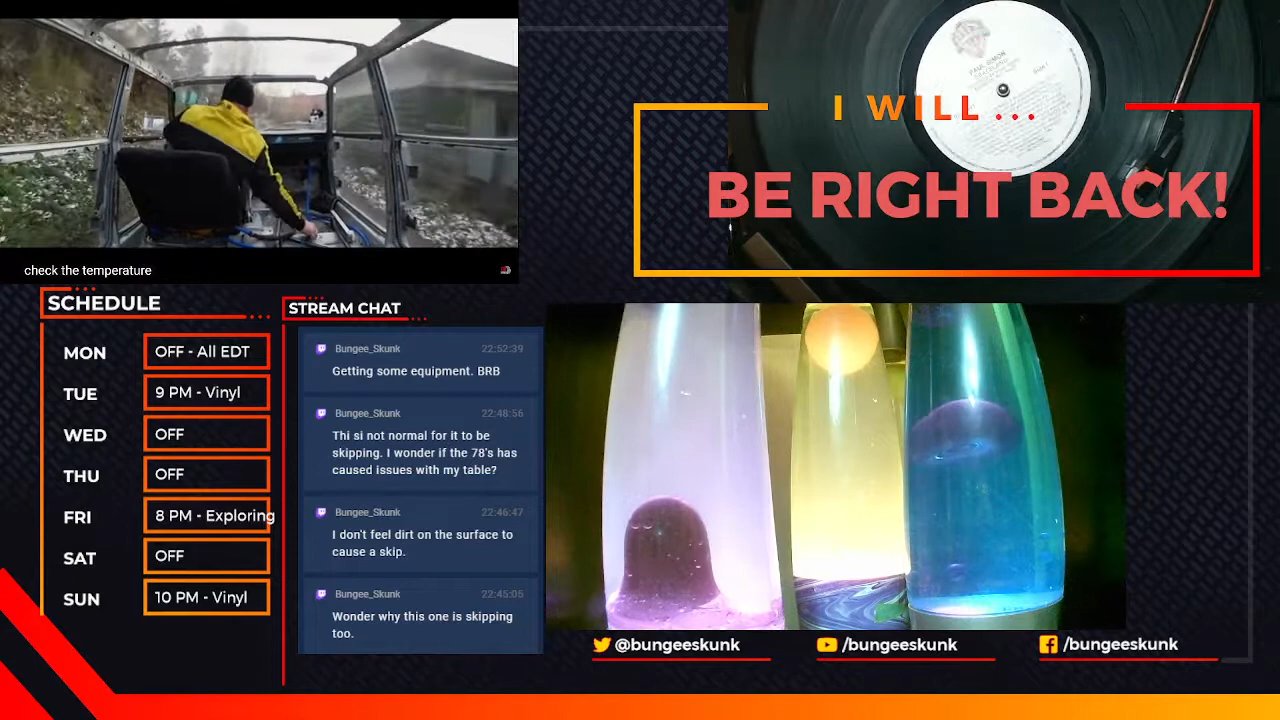 PAUL SIMON
I WILL ...
BE RIGHT BACK!
check the temperature
SCHEDULE
MON
OFF - All EDT
TUE
9 PM - Vinyl
WED
OFF
THU
OFF
FRI
8 PM - Exploring
SAT
OFF
SUN
10 PM - Vinyl
STREAM CHAT
Bungee_Skunk 22:52:39
Getting some equipment. BRB
Bungee_Skunk 22:48:56
Thi si not normal for it to be
skipping. I wonder if the 78's has
caused issues with my table?
Bungee_Skunk 22:46:47
I don't feel dirt on the surface to
cause a skip.
Bungee_Skunk 22:45:05
Wonder why this one is skipping
too.
@bungeeskunk
/bungeeskunk
/bungeeskunk